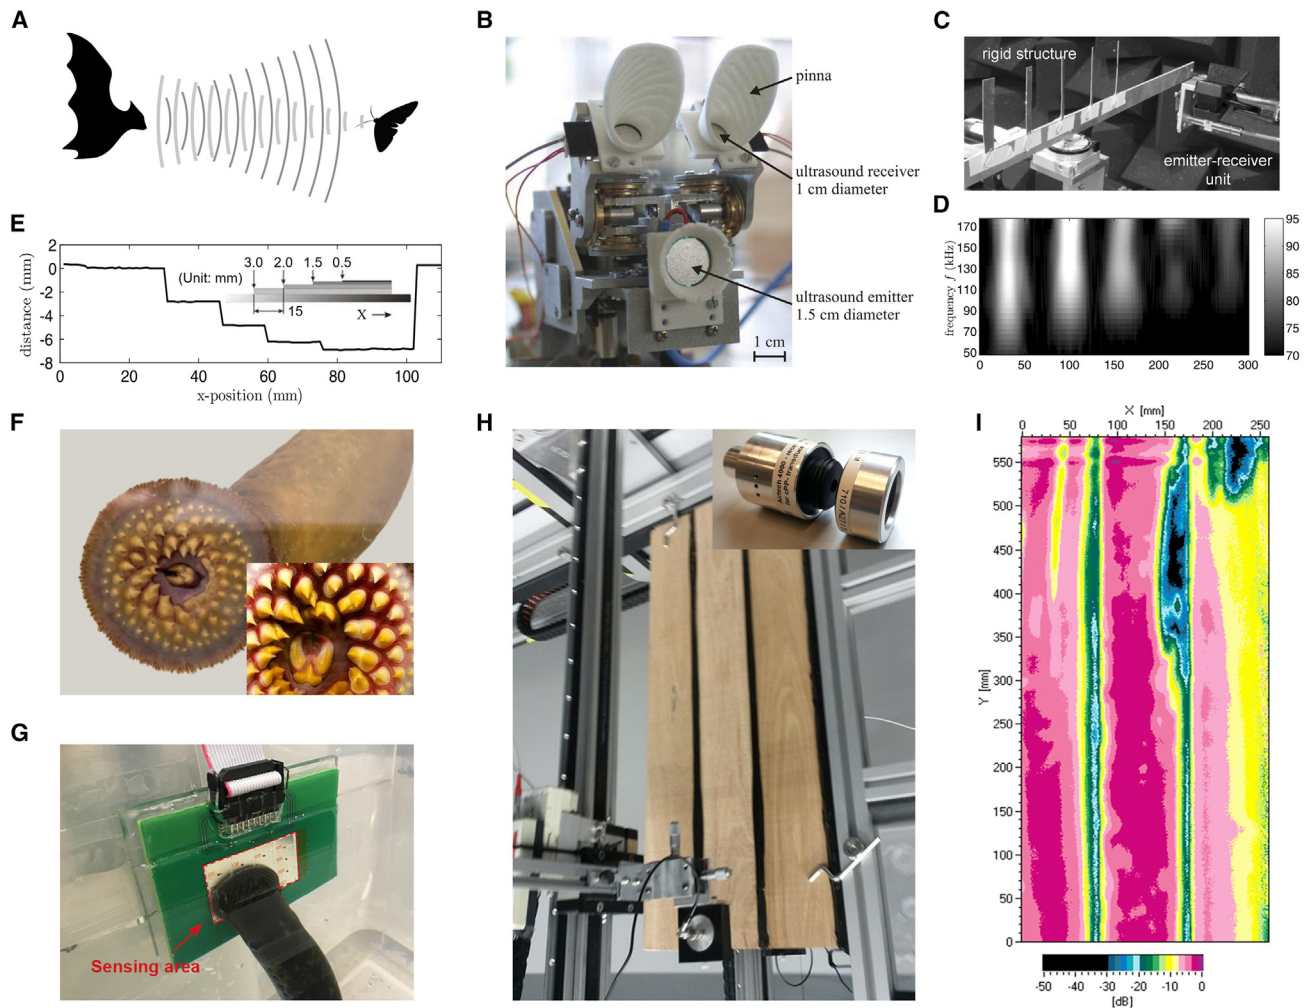 A
B
pinna
ultrasound receiver
1 cm diameter
ultrasound emitter
1.5 cm diameter
1 cm
C
rigid structure
emitter-receiver
unit
D
frequency f (kHz)
170
150
130
110
90
70
50
0 50 100 150 200 250 300
95
90
85
80
75
70
E
distance (mm)
2
0
-2
-4
-6
-8
(Unit: mm)
3.0 2.0 1.5 0.5
15
X
0 20 40 60 80 100
x-position (mm)
F
G
Sensing area
H
I
X [mm]
0 50 100 150 200 250
Y [mm]
550
500
450
400
350
300
250
200
150
100
50
0
-50 -40 -30 -20 -10 0
[dB]